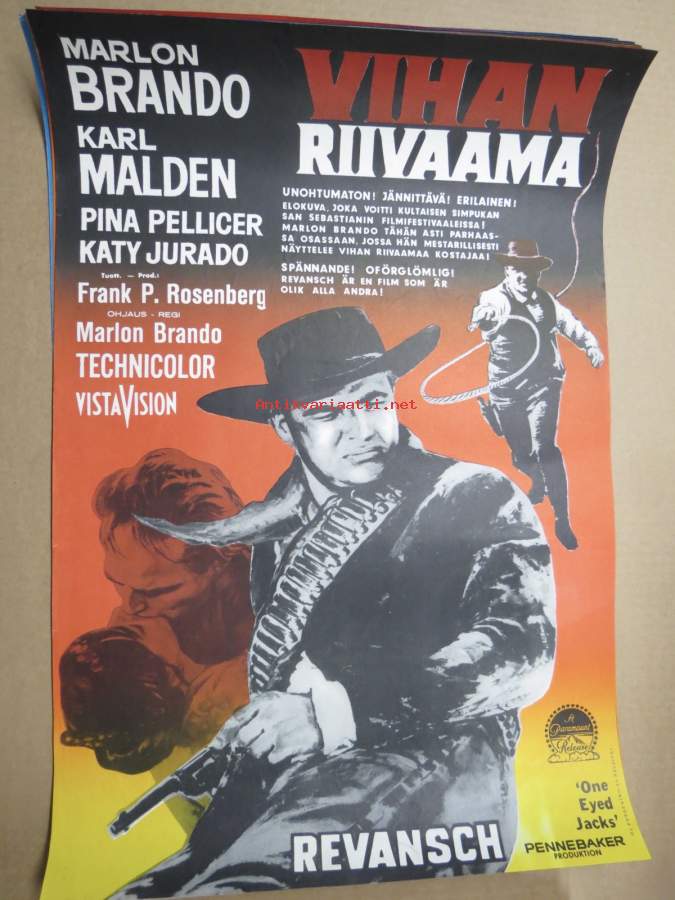 MARLON
BRANDO
KARL
MALDEN
PINA PELLICER
KATY JURADO
Tuott. — Prod.:
Frank P. Rosenberg
OHJAUS - REGI
Marlon Brando
TECHNICOLOR
VISTAVISION
VIHAN
RIIVAAMA
UNOHTUMATON! JÄNNITTÄVÄ! ERILAINEN!
ELOKUVA, JOKA VOITTI KULTAISEN SIMPUKAN
SAN SEBASTIANIN FILMIFESTIVAALEISSA!
MARLON BRANDO TÄHÄN ASTI PARHAAS-
SA OSASSAAN, JOSSA HÄN MESTARILLISESTI
NÄYTTELEE VIHAN RIIVAAMAA KOSTAJAA!
SPÄNNANDE! OFÖRGLÖMLIG!
REVANSCH ÄR EN FILM SOM ÄR
OLIK ALLA ANDRA!
Antikvariaatti.net
A
Paramount
Release
'One
Eyed
Jacks'
PENNEBAKER
PRODUKTION
REVANSCH